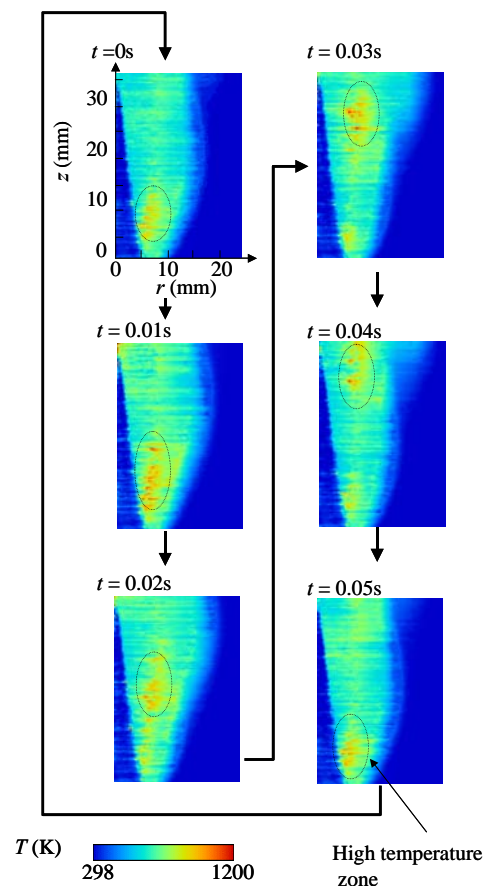 t =0s
z (mm)
30
20
10
0
0 10 20
r (mm)
t = 0.01s
t = 0.02s
t = 0.03s
t = 0.04s
t = 0.05s
T (K)
298 1200
High temperature
zone